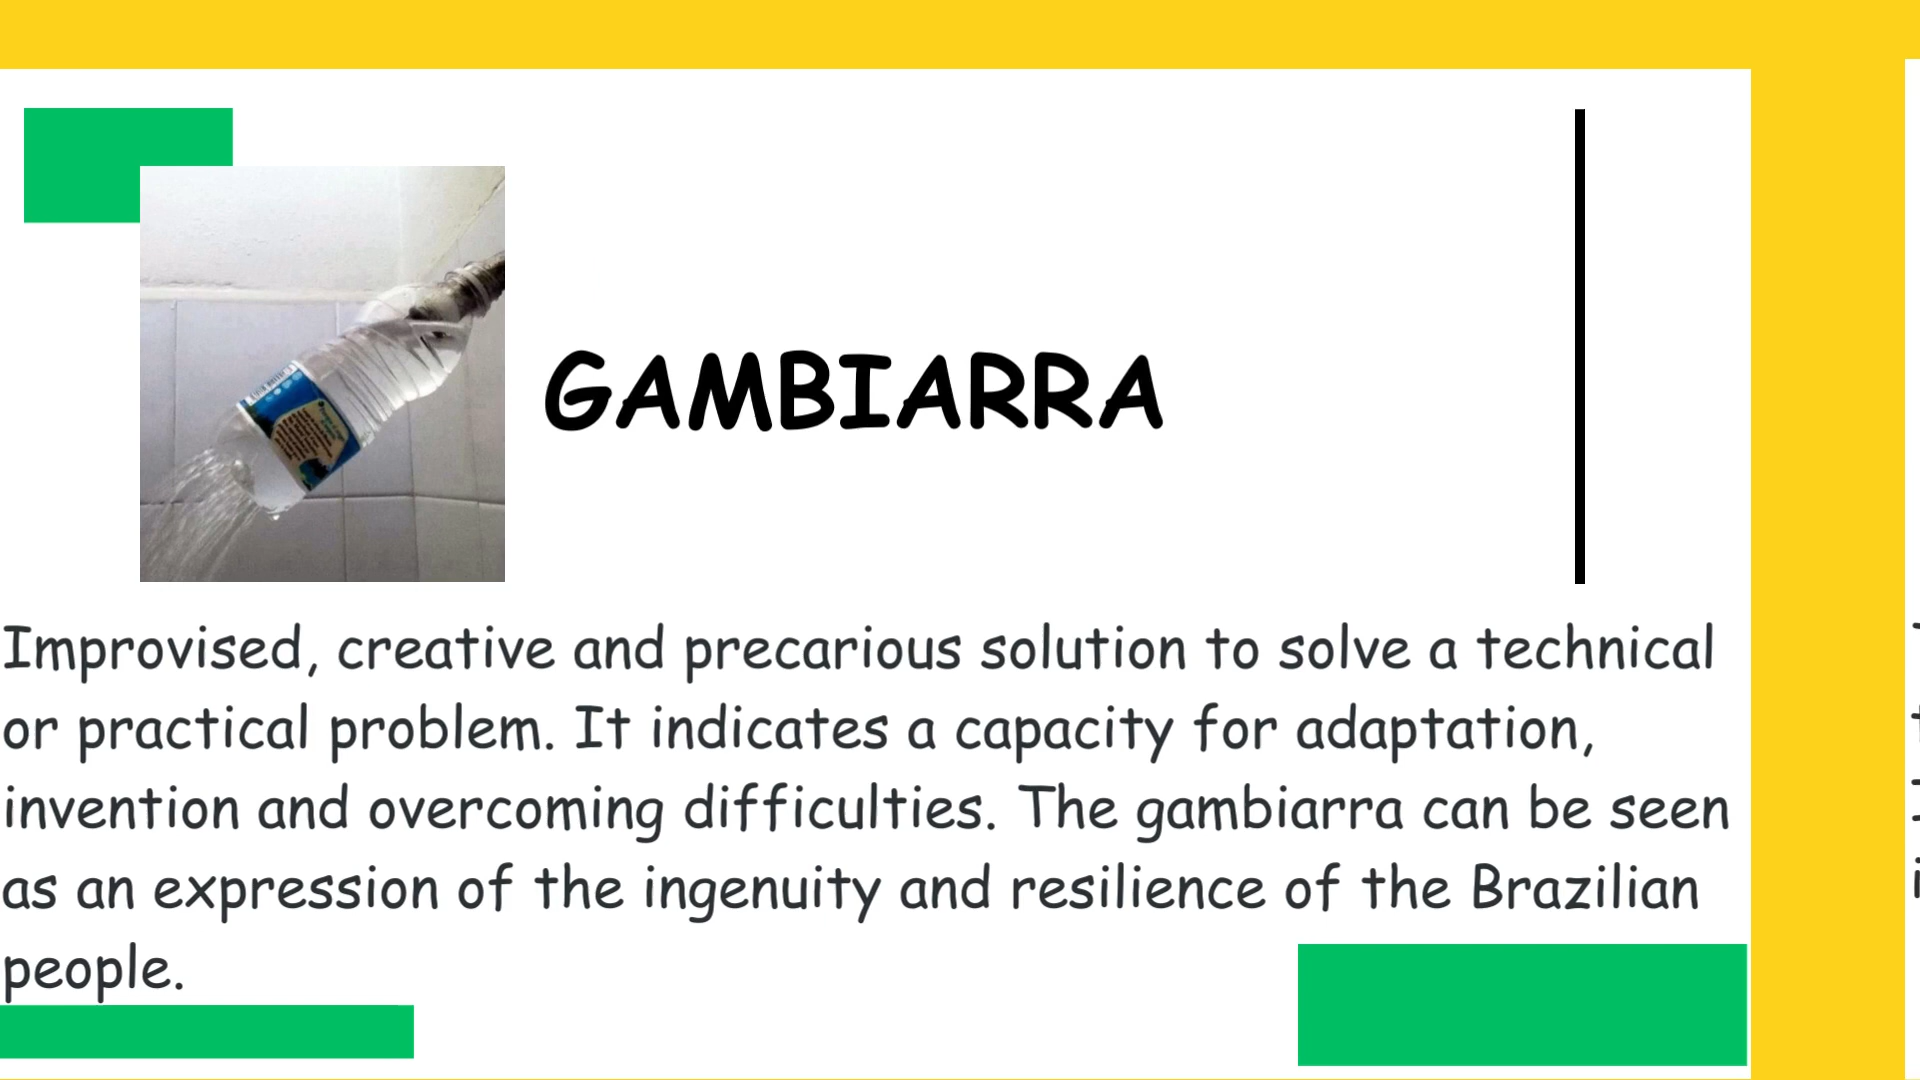 GAMBIARRA
Improvised, creative and precarious solution to solve a technical
or practical problem. It indicates a capacity for adaptation,
invention and overcoming difficulties. The gambiarra can be seen
as an expression of the ingenuity and resilience of the Brazilian
people.